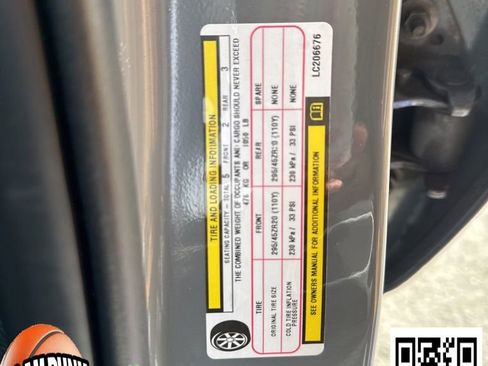 TIRE AND LOADING INFORMATION
SEATING CAPACITY - TOTAL 5 FRONT 2 REAR 3
THE COMBINED WEIGHT OF OCCUPANTS AND CARGO SHOULD NEVER EXCEED
476 KG OR 1050 LB
TIRE FRONT REAR SPARE
ORIGINAL TIRE SIZE 295/45ZR20 (110Y) 295/45ZR20 (110Y) NONE
COLD TIRE INFLATION PRESSURE 230 kPa / 33 PSI 230 kPa / 33 PSI NONE
SEE OWNERS MANUAL FOR ADDITIONAL INFORMATION
LC206676